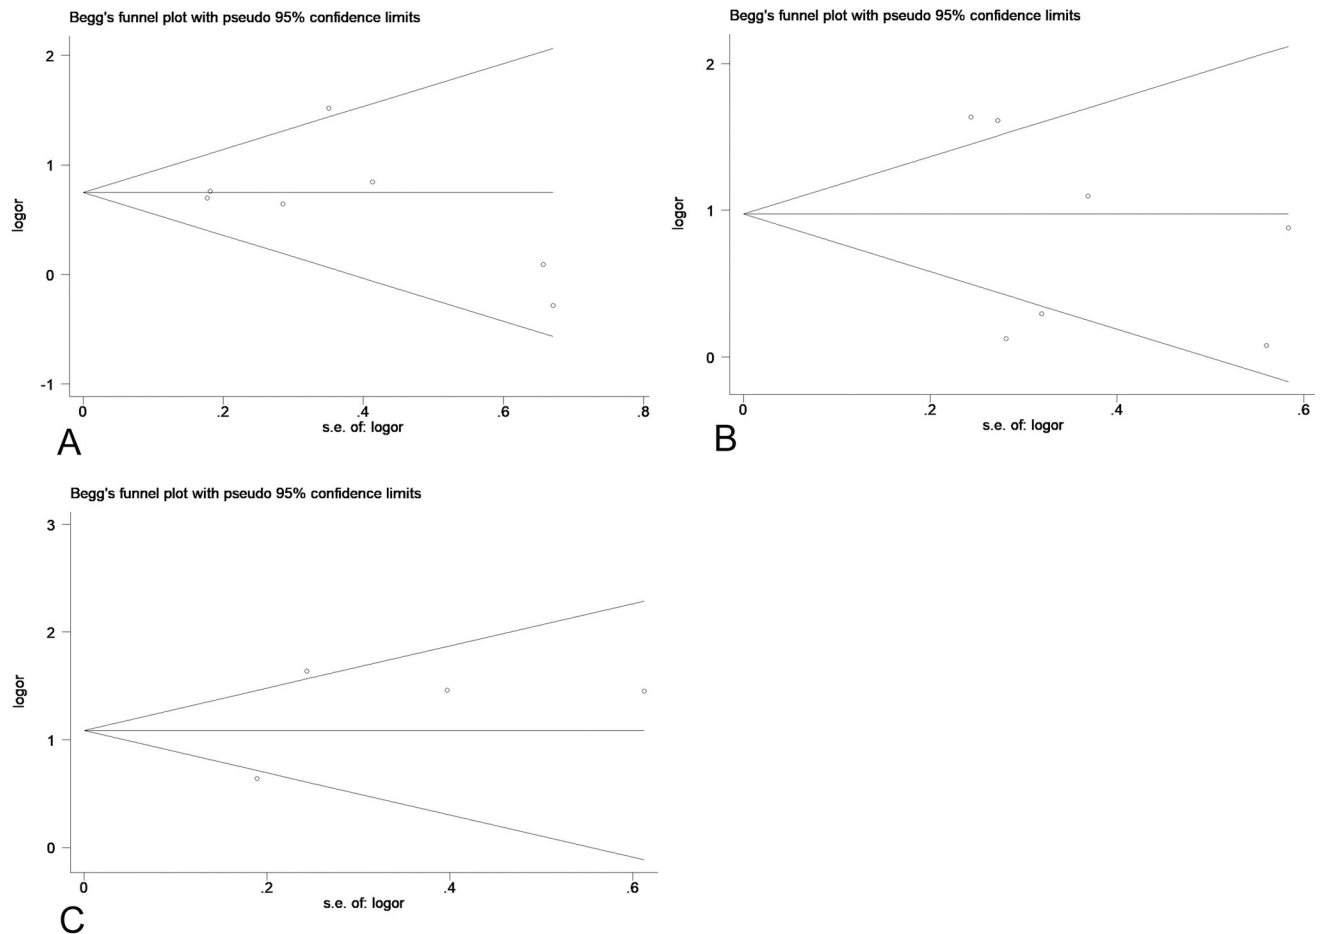 Begg's funnel plot with pseudo 95% confidence limits
2
1
0
-1
logor
0 .2 .4 .6 .8
s.e. of: logor
A
Begg's funnel plot with pseudo 95% confidence limits
2
1
0
logor
0 .2 .4 .6
s.e. of: logor
B
Begg's funnel plot with pseudo 95% confidence limits
3
2
1
0
logor
0 .2 .4 .6
s.e. of: logor
C